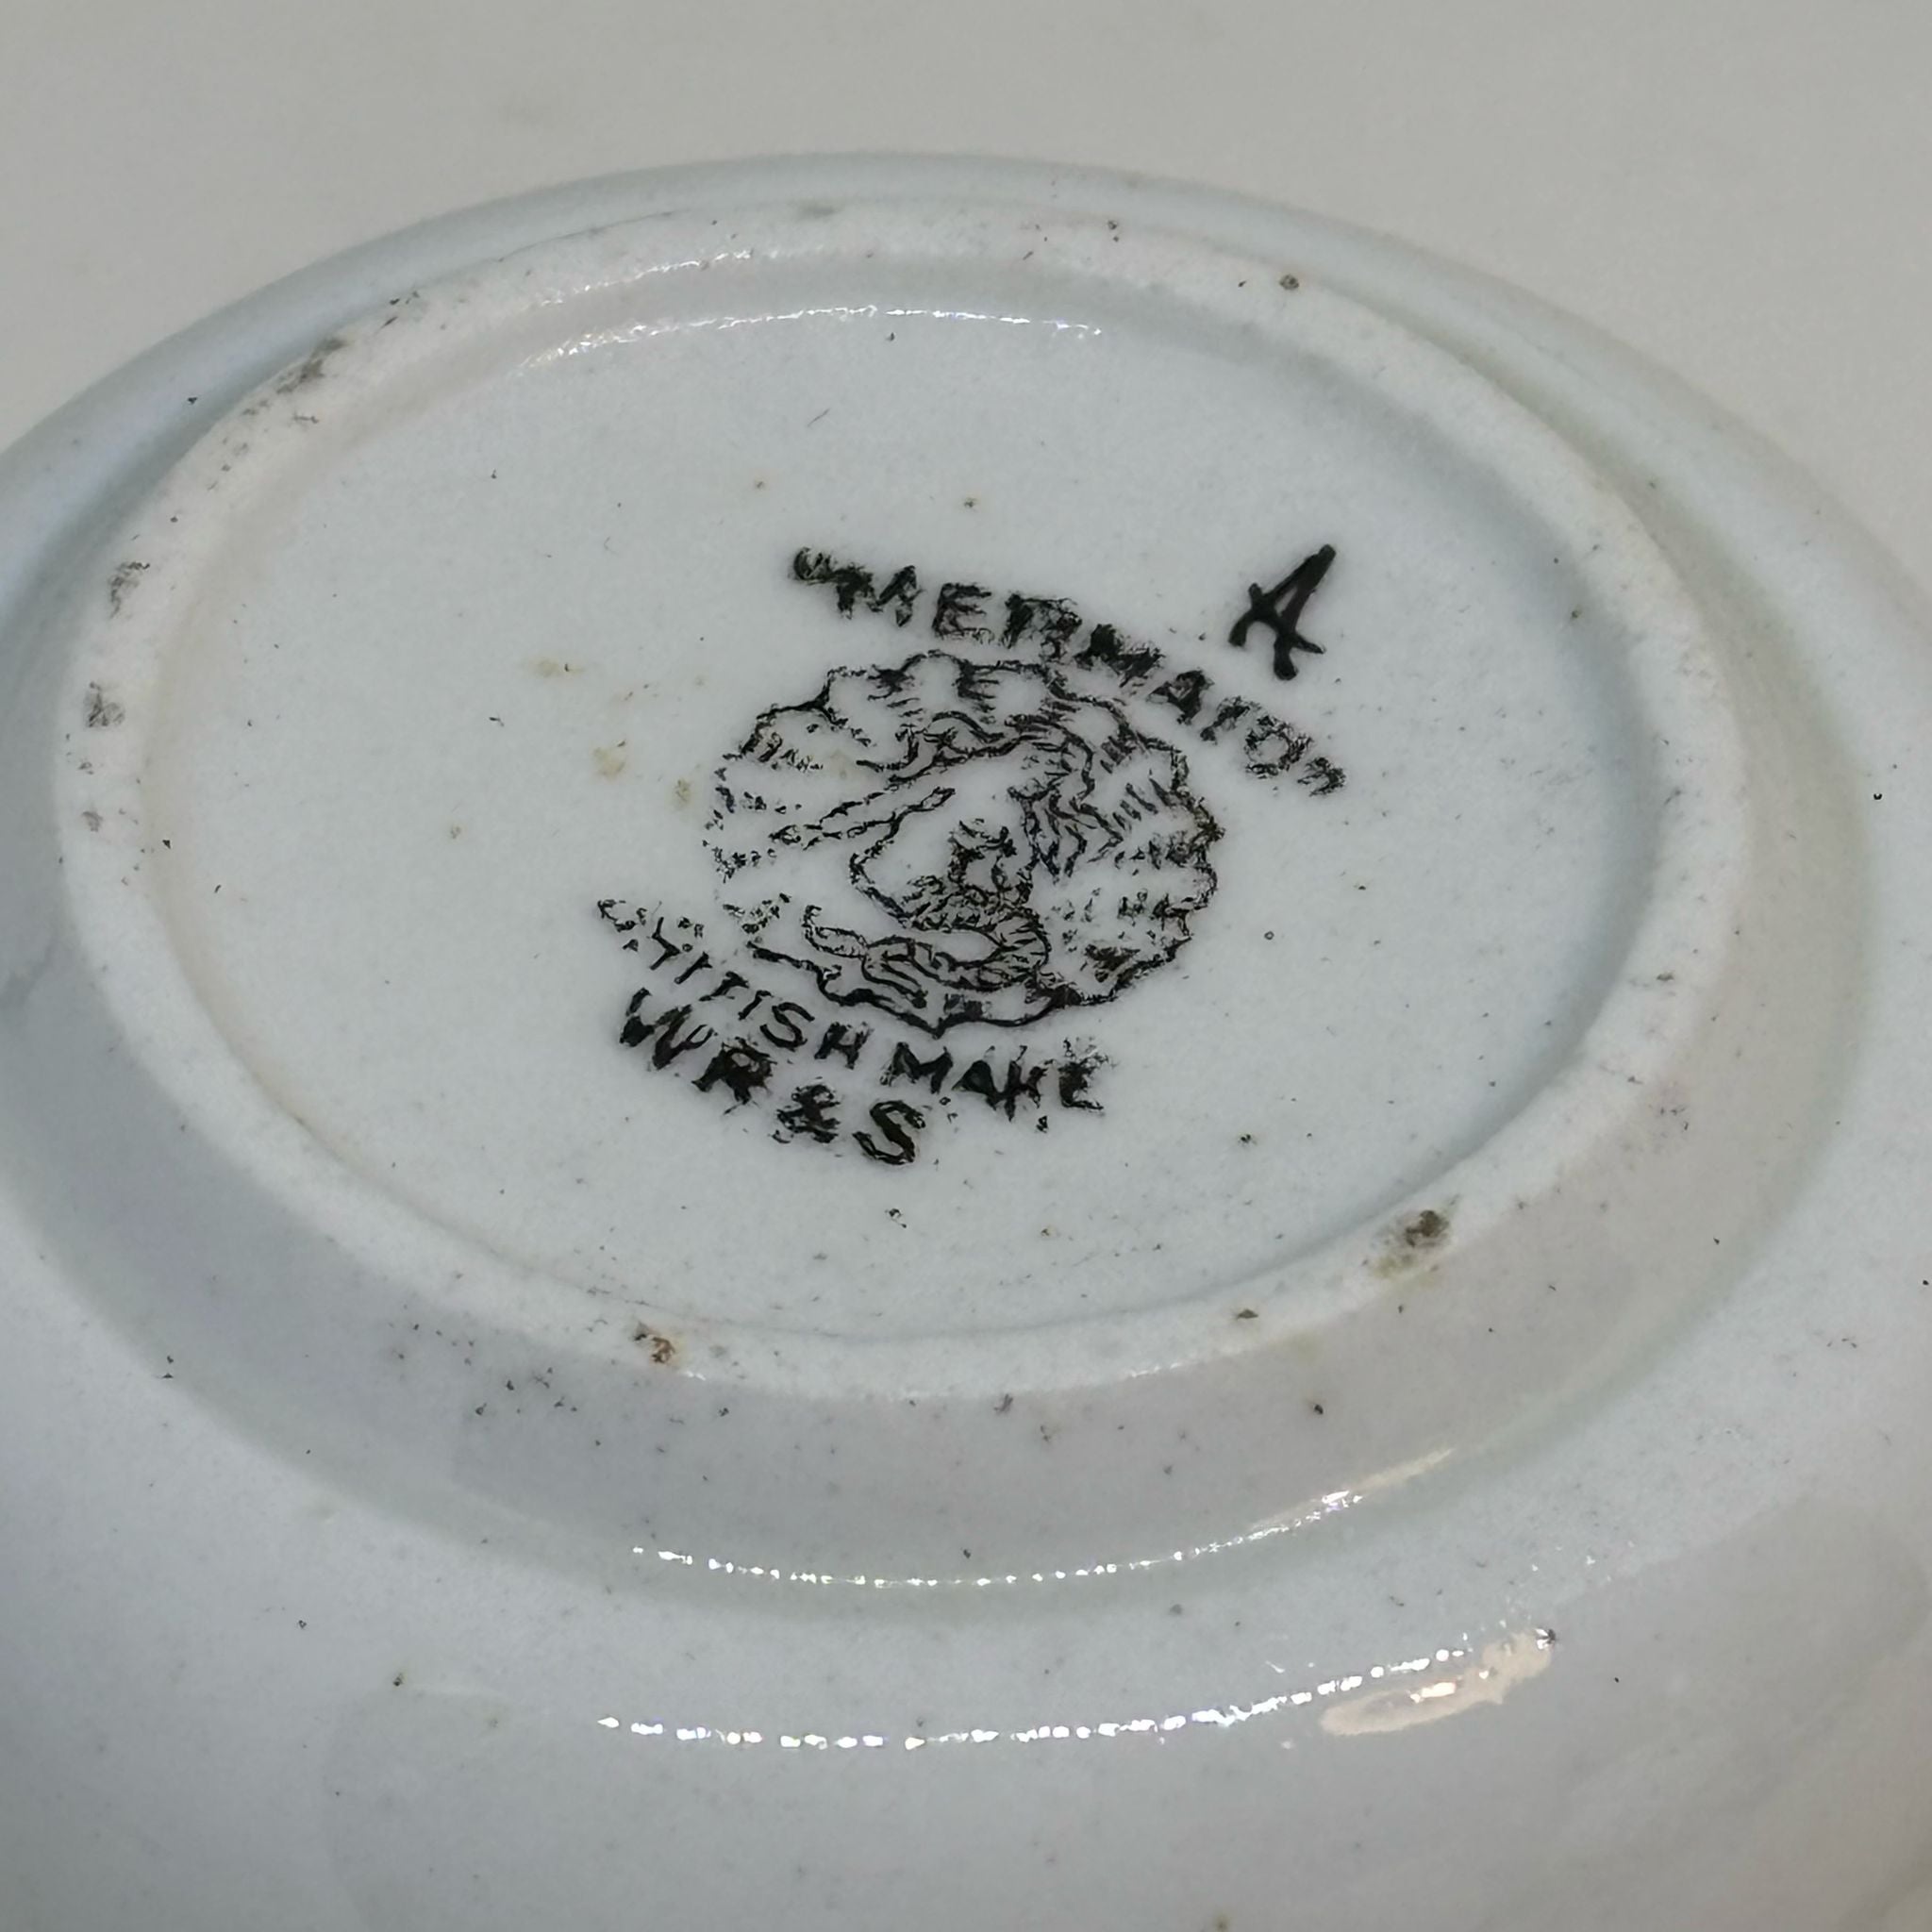 "MERMAID"
A
BRITISH MAKE
WR&S